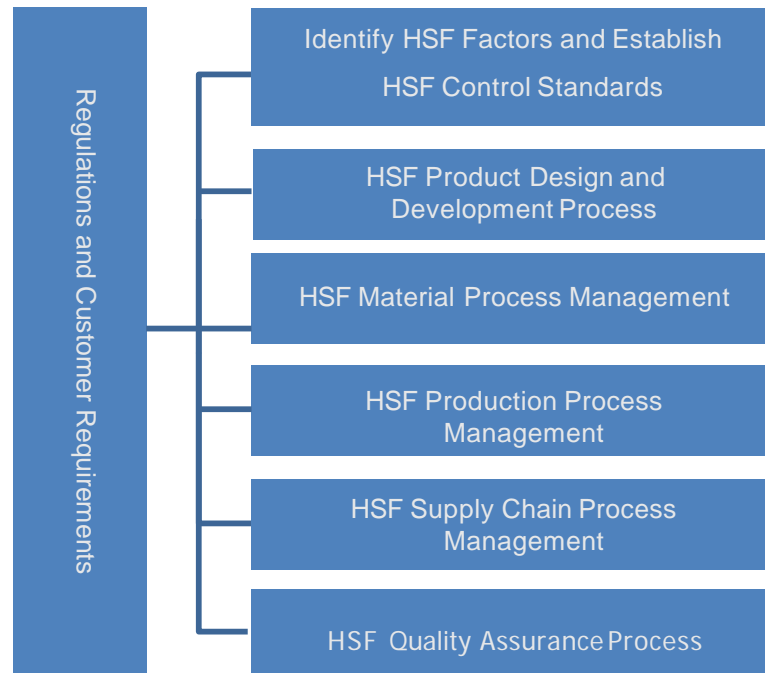 Regulations and Customer Requirements
Identify HSF Factors and Establish
HSF Control Standards
HSF Product Design and
Development Process
HSF Material Process Management
HSF Production Process
Management
HSF Supply Chain Process
Management
HSF Quality Assurance Process